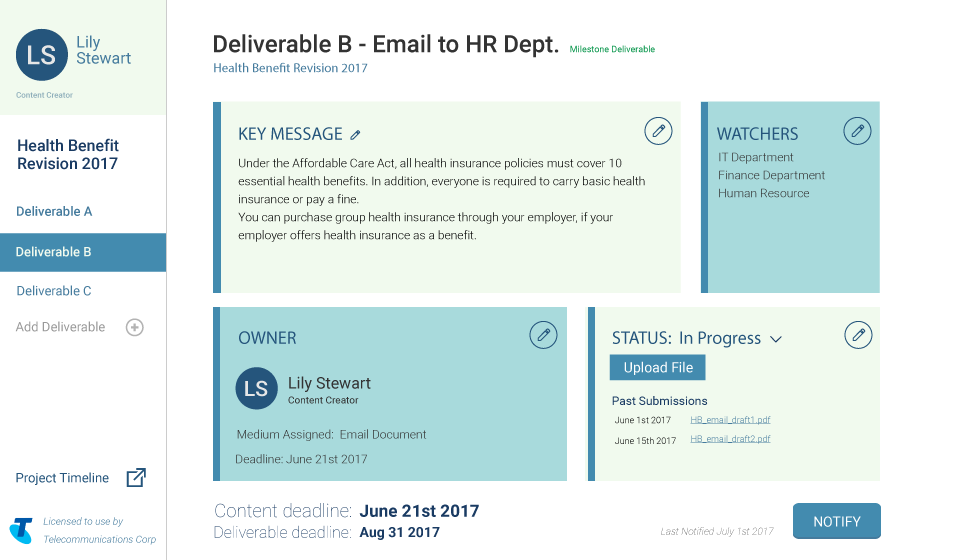 LS
Lily
Stewart
Content Creator
Health Benefit
Revision 2017
Deliverable A
Deliverable B
Deliverable C
Add Deliverable
Project Timeline
T
Licensed to use by
Telecommunications Corp
Deliverable B - Email to HR Dept. Milestone Deliverable
Health Benefit Revision 2017
KEY MESSAGE
Under the Affordable Care Act, all health insurance policies must cover 10
essential health benefits. In addition, everyone is required to carry basic health
insurance or pay a fine.
You can purchase group health insurance through your employer, if your
employer offers health insurance as a benefit.
WATCHERS
IT Department
Finance Department
Human Resource
OWNER
LS
Lily Stewart
Content Creator
Medium Assigned: Email Document
Deadline: June 21st 2017
STATUS: In Progress
Upload File
Past Submissions
June 1st 2017 HB_email_draft1.pdf
June 15th 2017 HB_email_draft2.pdf
Content deadline: June 21st 2017
Deliverable deadline: Aug 31 2017
Last Notified July 1st 2017
NOTIFY